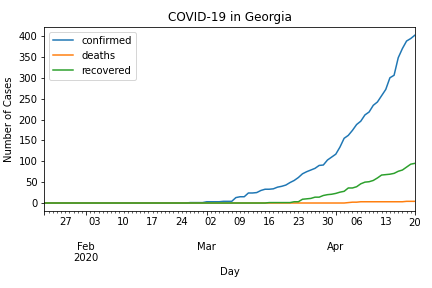 COVID-19 in Georgia
confirmed
deaths
recovered
Number of Cases
400
350
300
250
200
150
100
50
0
27 03 10 17 24 02 09 16 23 30 06 13 20
Feb Mar Apr
2020
Day